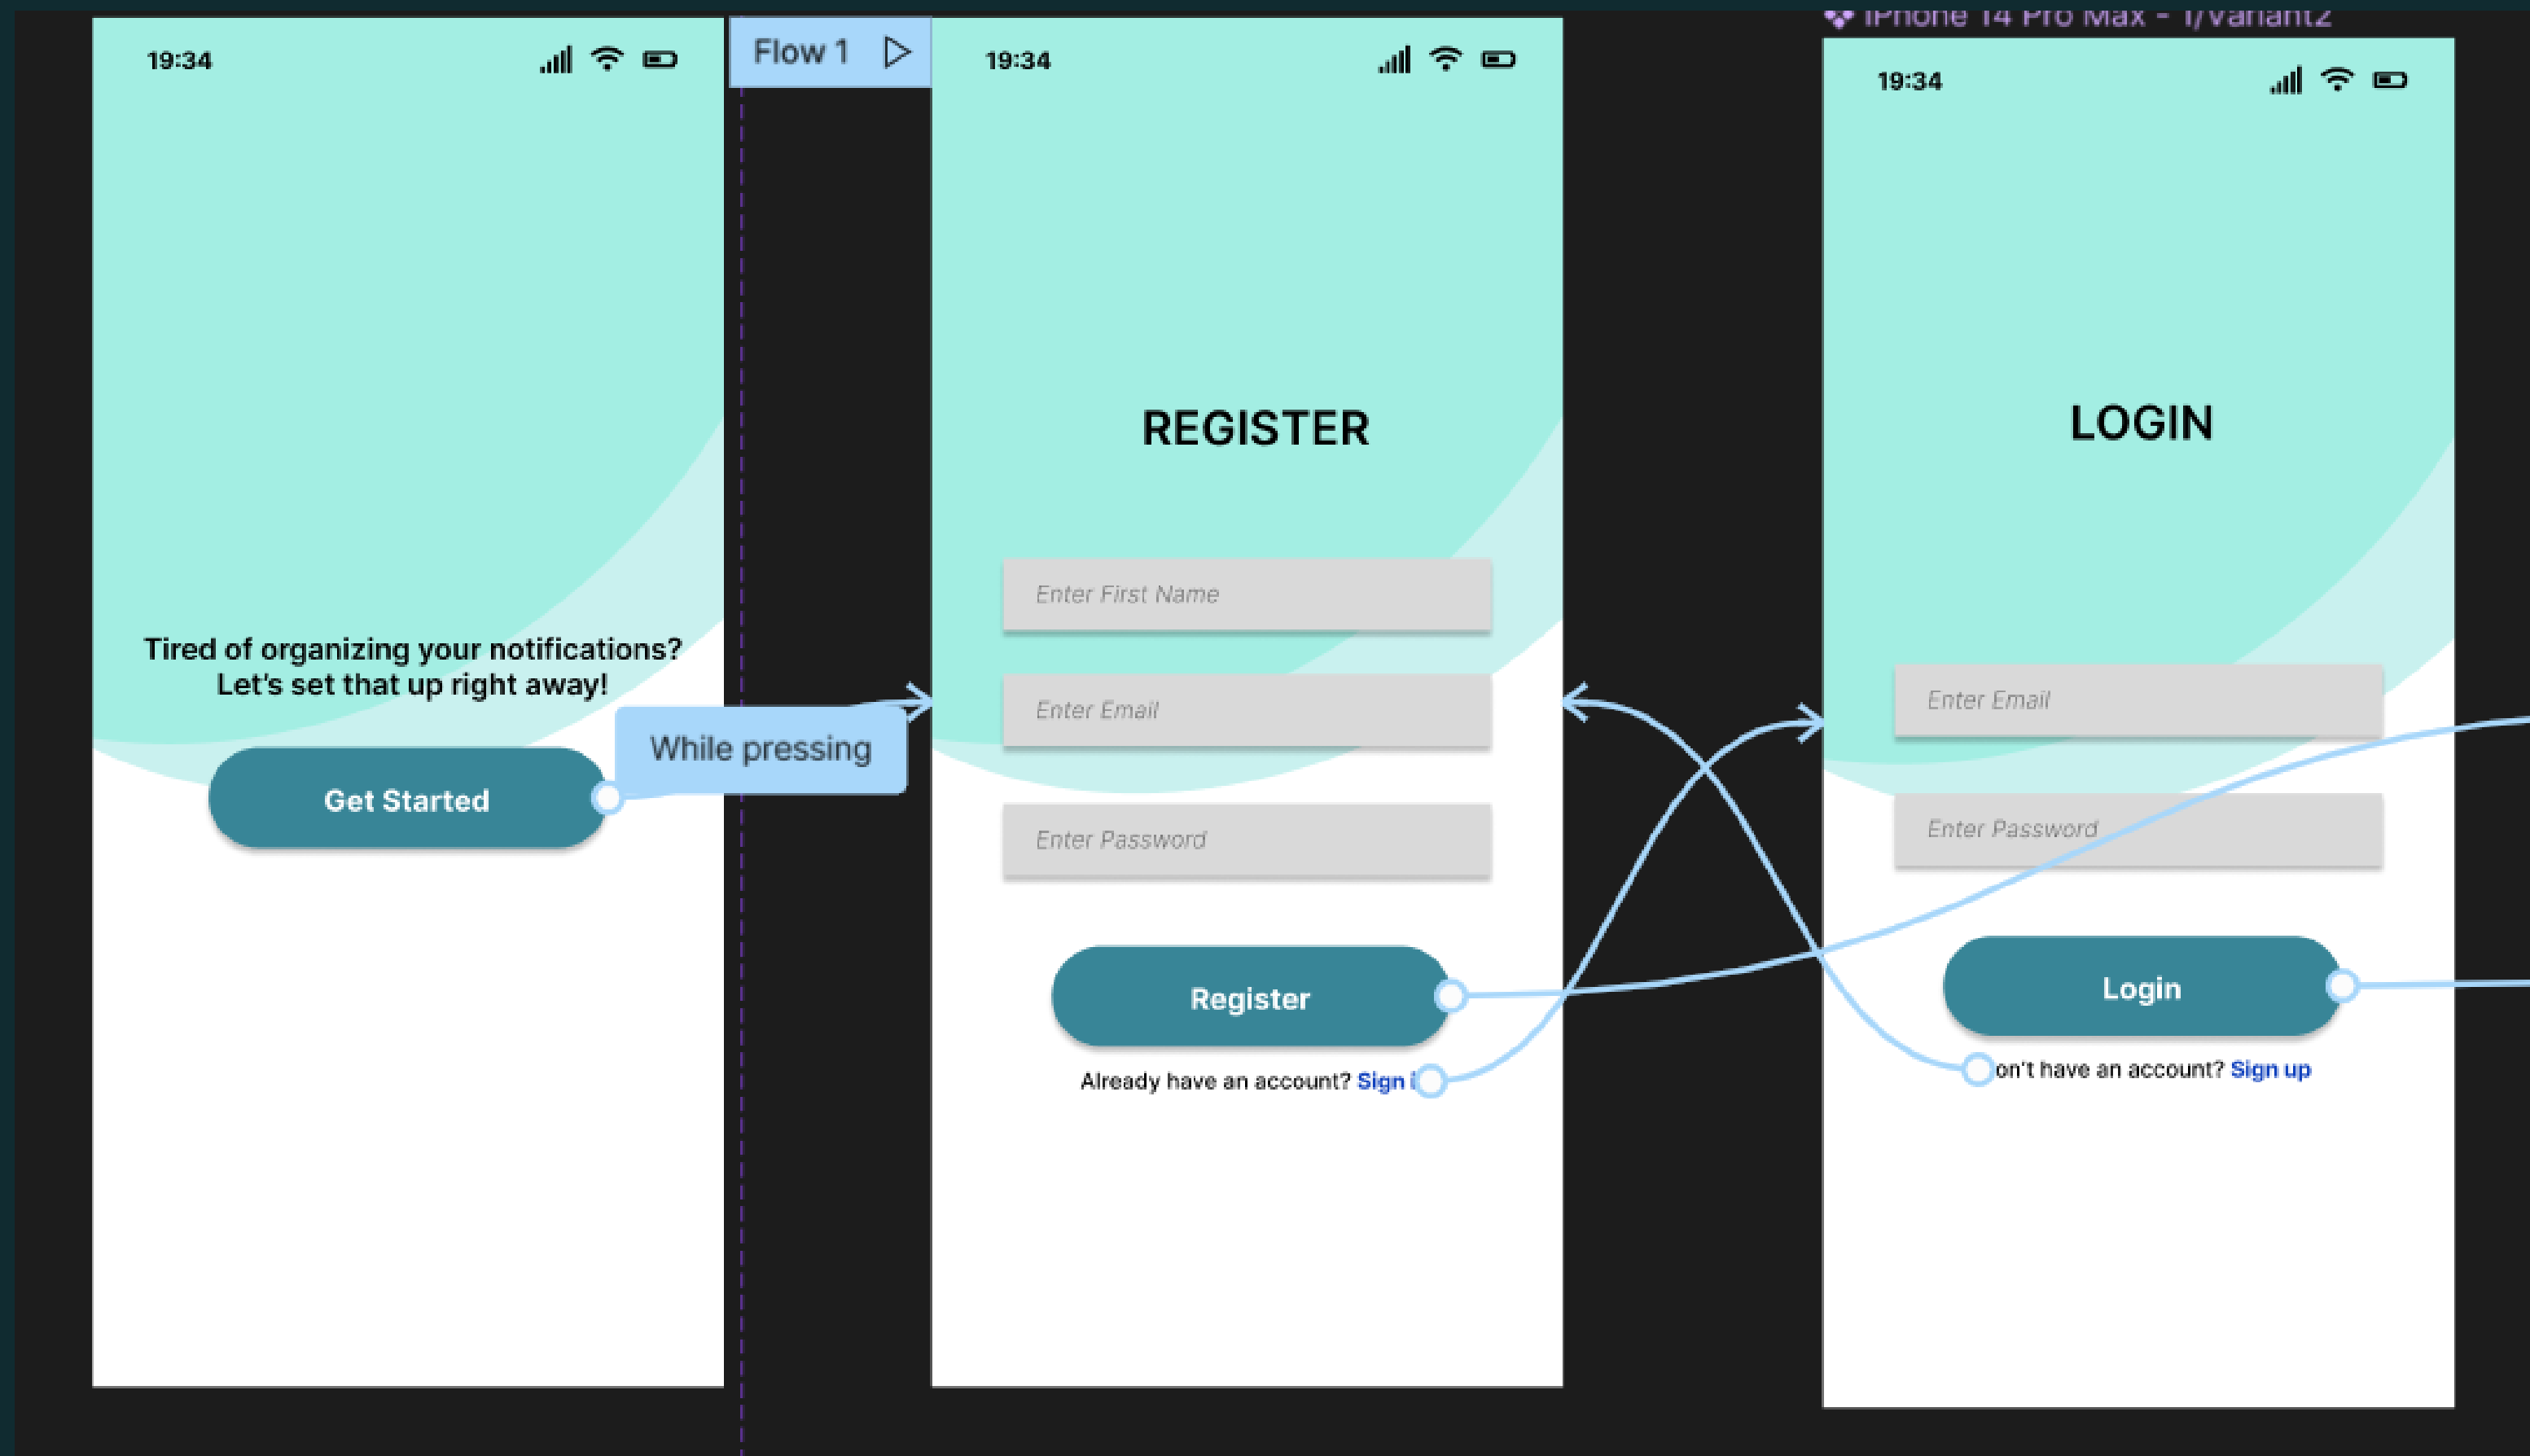 19:34
Tired of organizing your notifications?
Let's set that up right away!
Get Started
While pressing
Flow 1
19:34
REGISTER
Enter First Name
Enter Email
Enter Password
Register
Already have an account? Sign i
iPhone 14 Pro Max - 1/Variant2
19:34
LOGIN
Enter Email
Enter Password
Login
on't have an account? Sign up